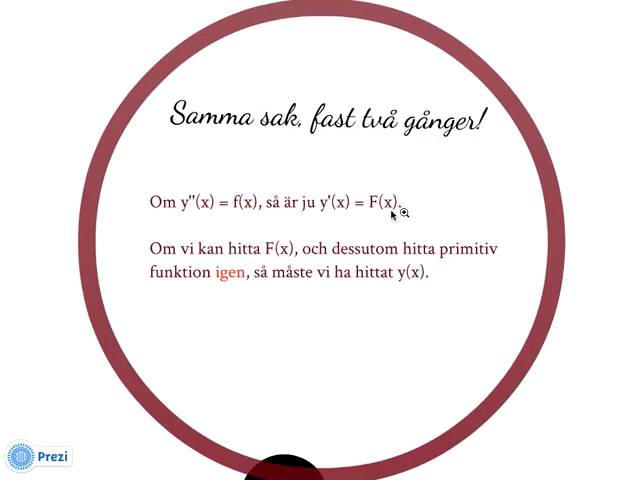 Samma sak, fast två gånger!
Om y''(x) = f(x), så är ju y'(x) = F(x).
Om vi kan hitta F(x), och dessutom hitta primitiv
funktion igen, så måste vi ha hittat y(x).
Prezi